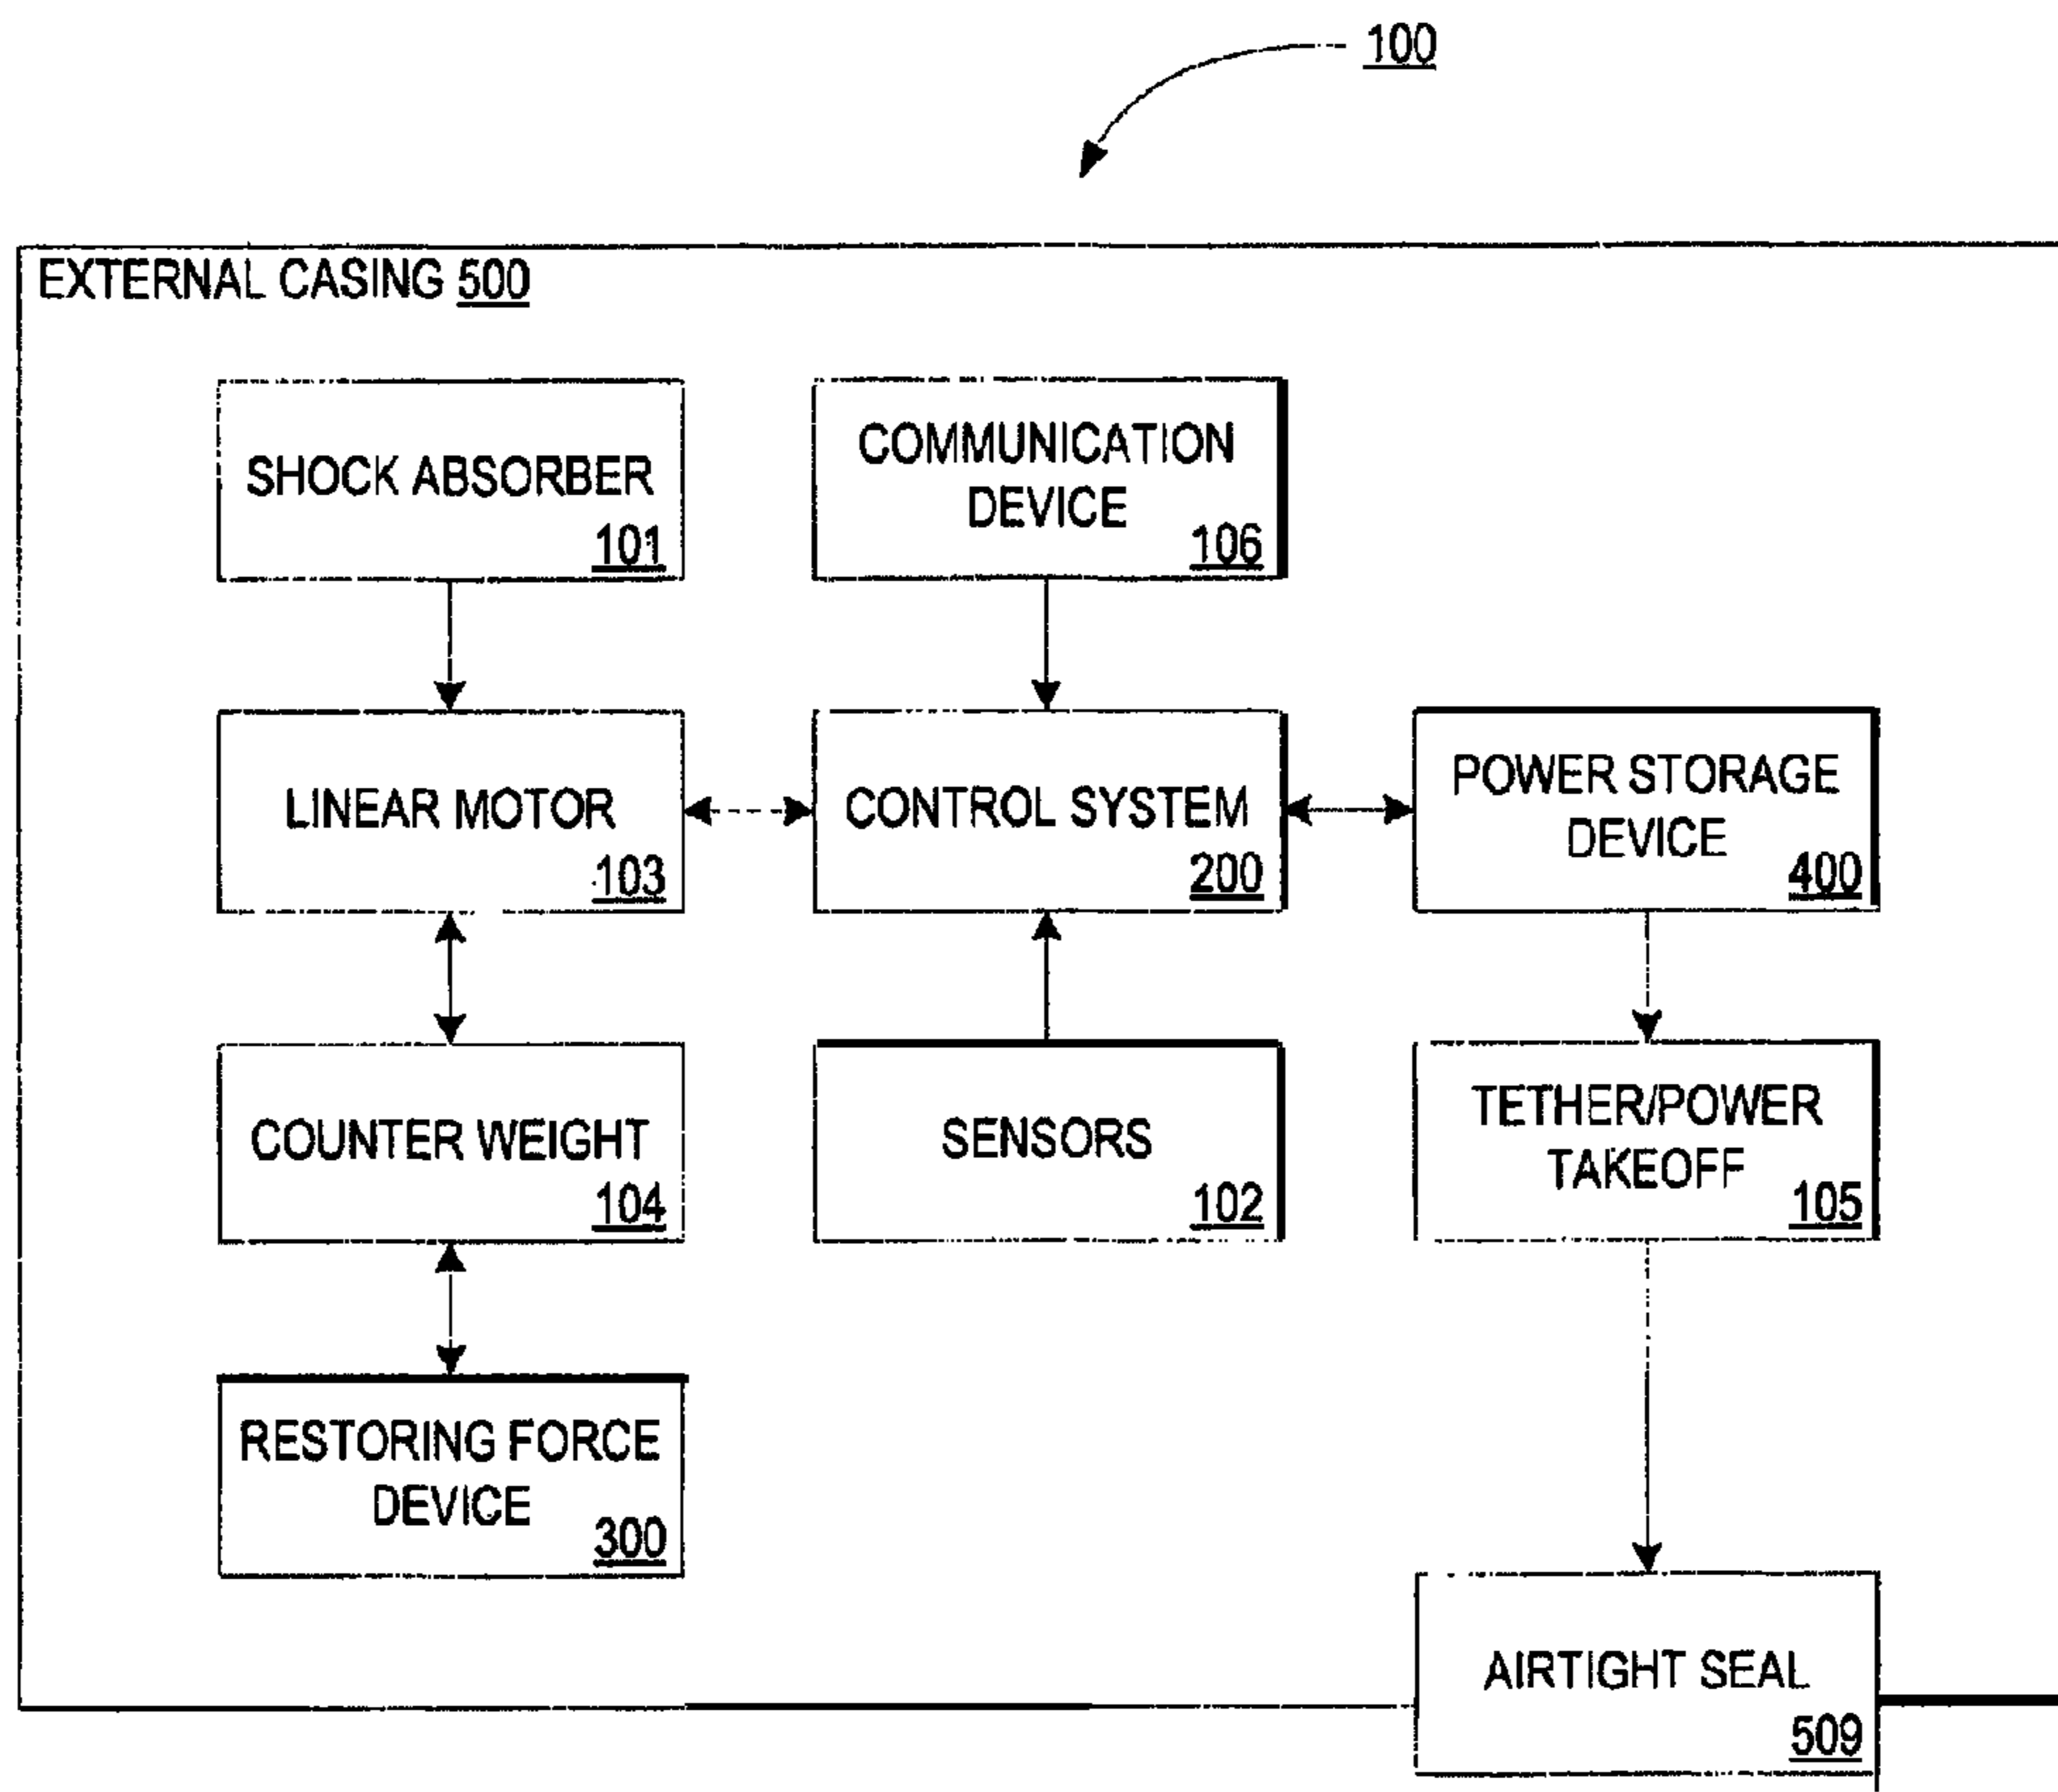 100
EXTERNAL CASING 500
SHOCK ABSORBER
101
COMMUNICATION
DEVICE
106
LINEAR MOTOR
103
CONTROL SYSTEM
200
POWER STORAGE
DEVICE
400
COUNTER WEIGHT
104
SENSORS
102
TETHER/POWER
TAKEOFF
105
RESTORING FORCE
DEVICE
300
AIRTIGHT SEAL
509